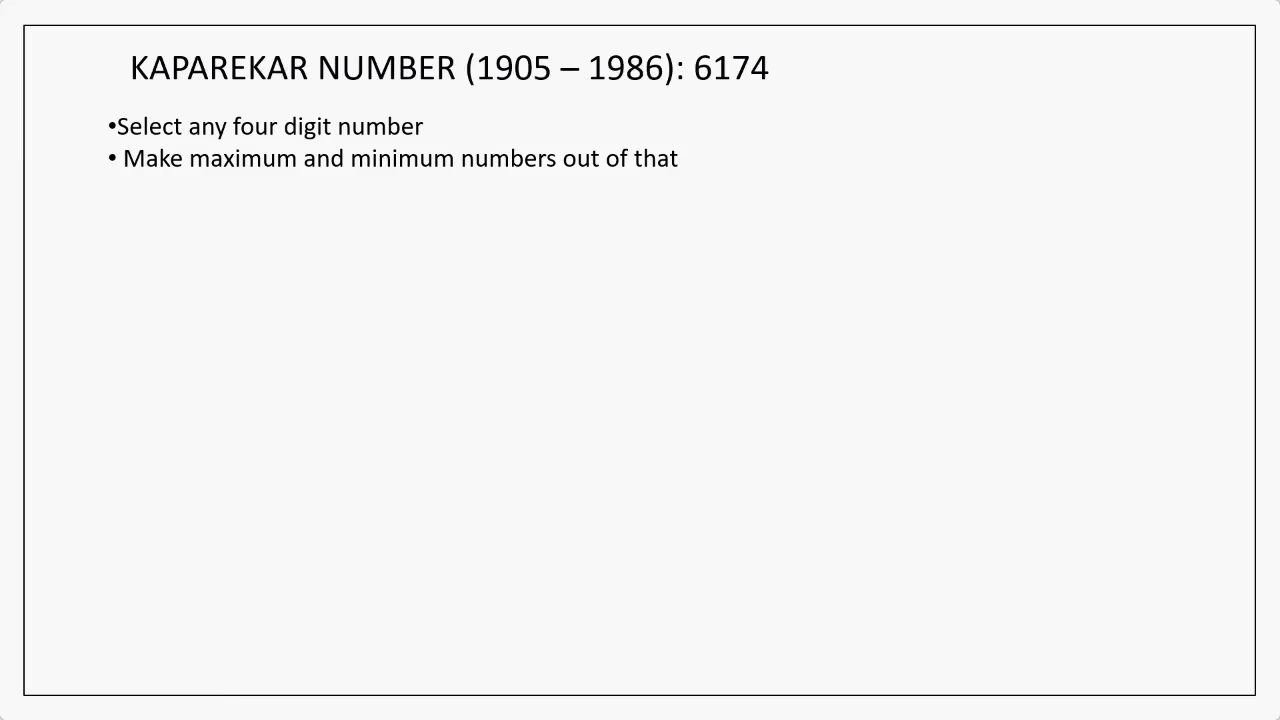 KAPAREKAR NUMBER (1905 – 1986): 6174
•Select any four digit number
• Make maximum and minimum numbers out of that